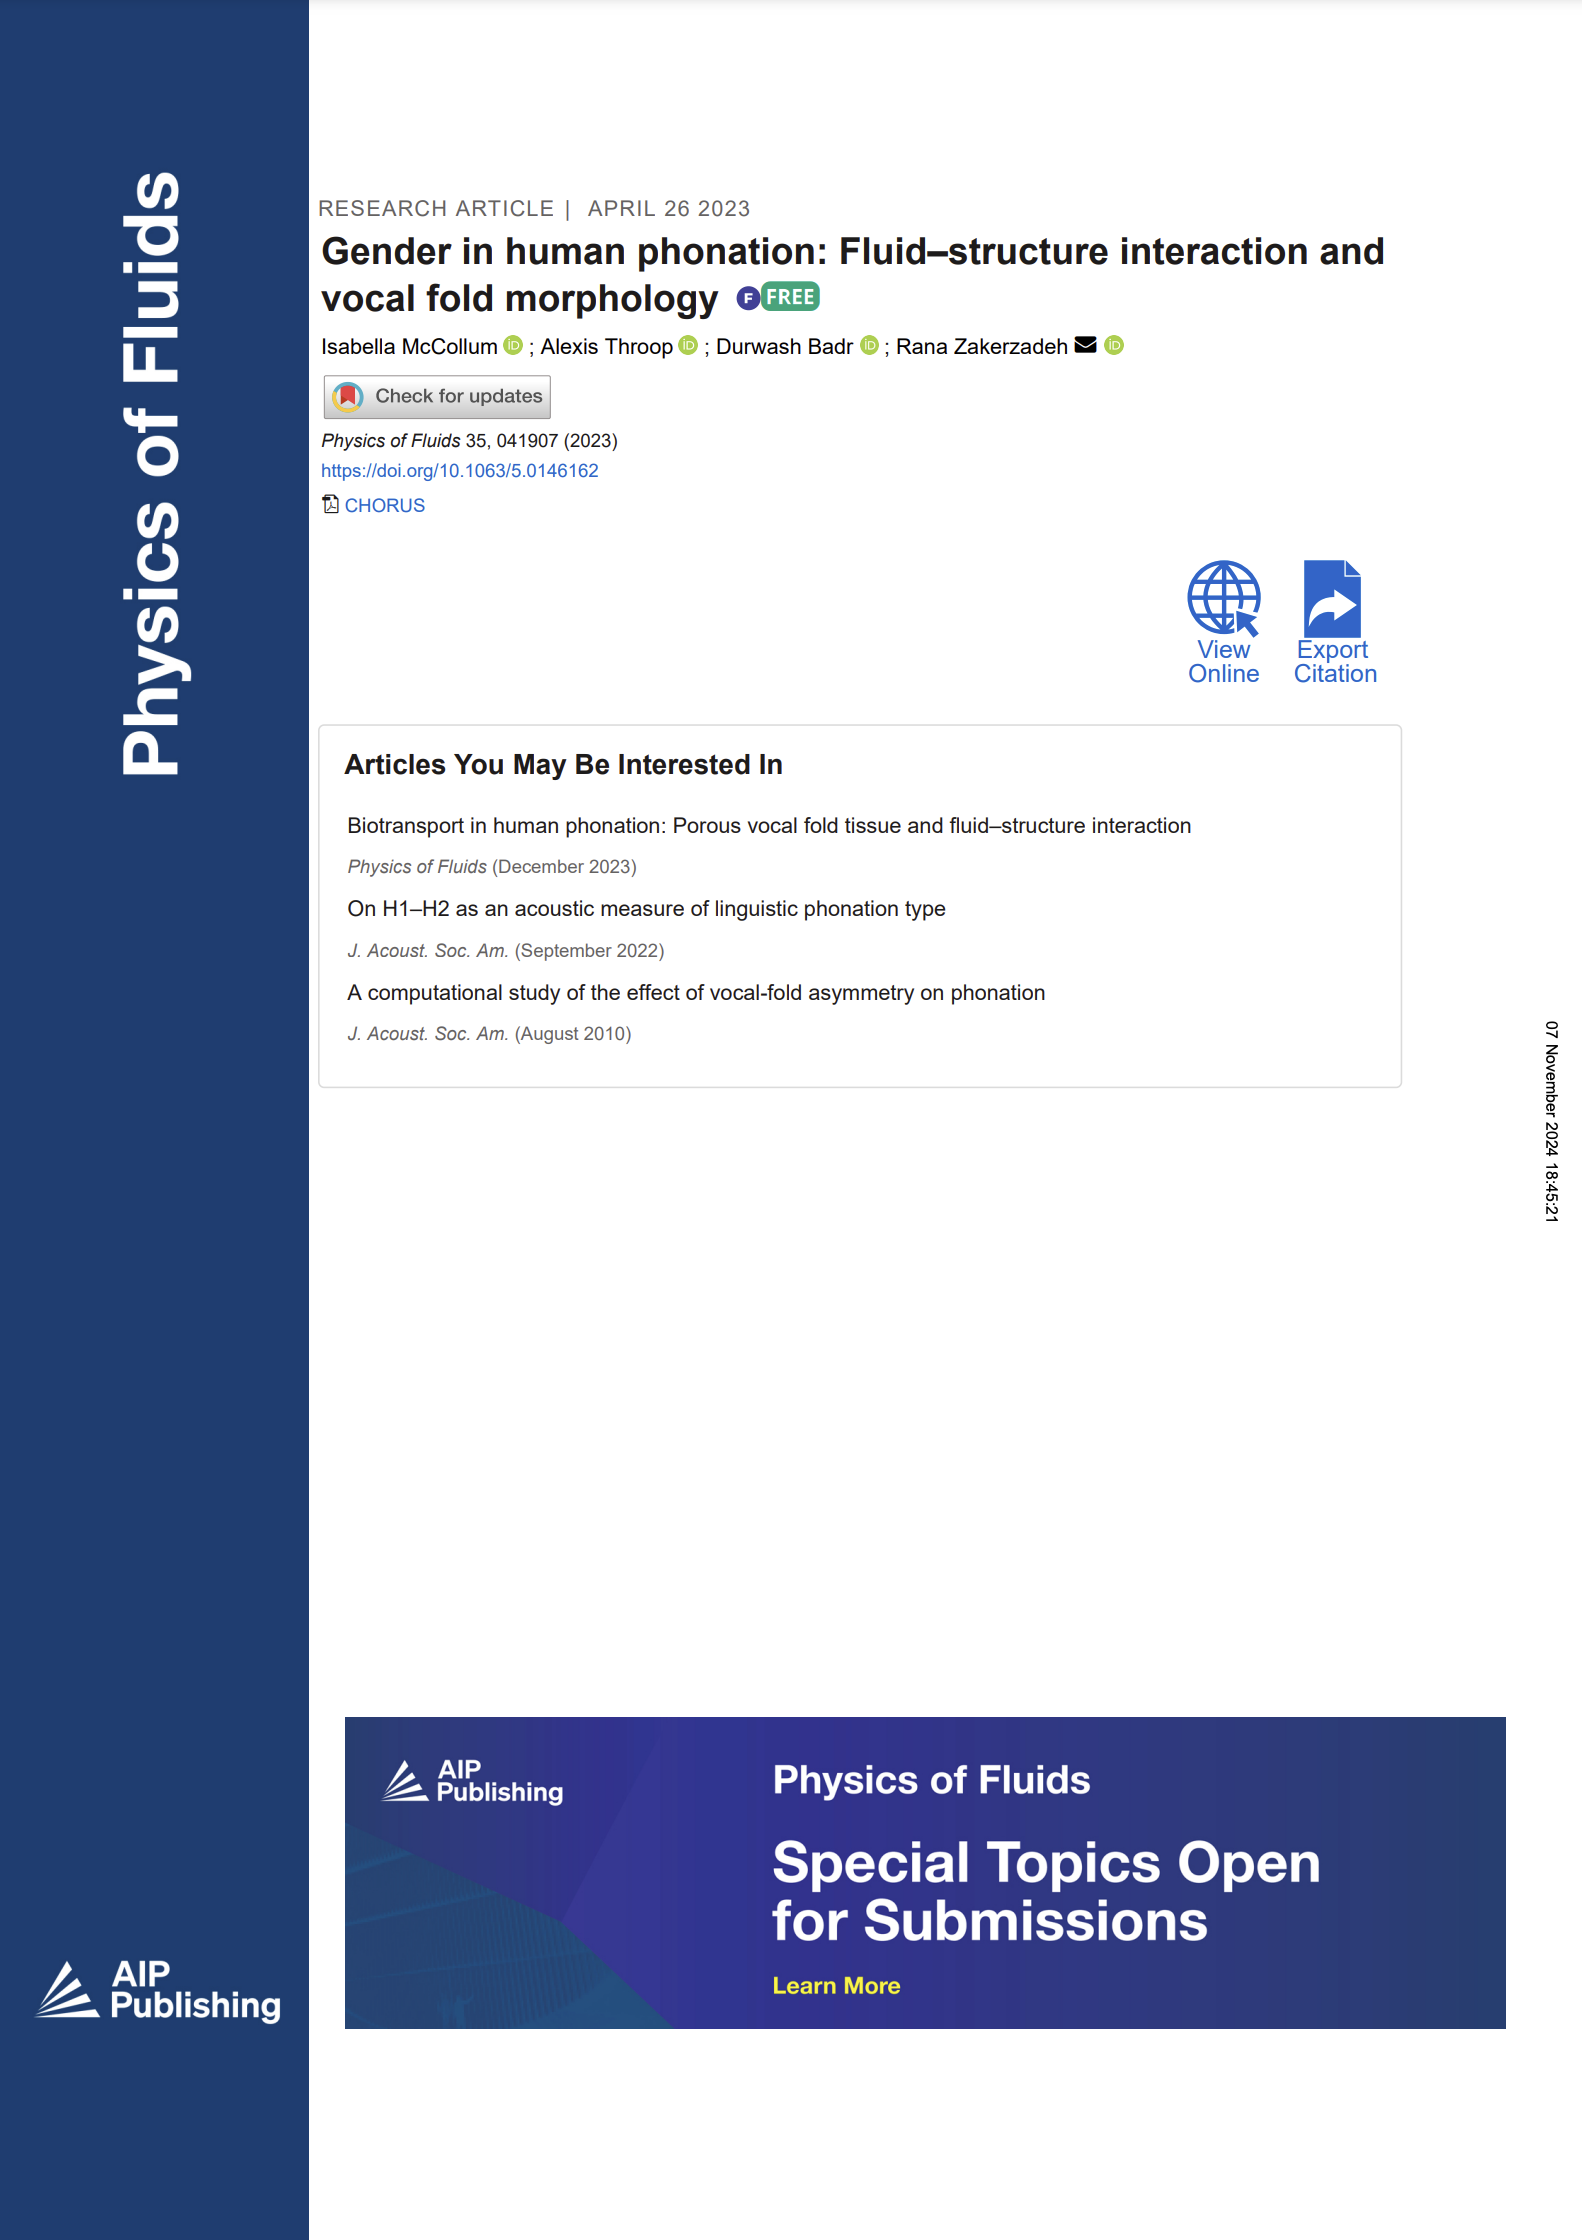 Physics of Fluids
RESEARCH ARTICLE | APRIL 26 2023
Gender in human phonation: Fluid–structure interaction and
vocal fold morphology F FREE
Isabella McCollum iD ; Alexis Throop iD ; Durwash Badr iD ; Rana Zakerzadeh iD
Check for updates
Physics of Fluids 35, 041907 (2023)
https://doi.org/10.1063/5.0146162
CHORUS
View
Online
Export
Citation
Articles You May Be Interested In
Biotransport in human phonation: Porous vocal fold tissue and fluid–structure interaction
Physics of Fluids (December 2023)
On H1–H2 as an acoustic measure of linguistic phonation type
J. Acoust. Soc. Am. (September 2022)
A computational study of the effect of vocal-fold asymmetry on phonation
J. Acoust. Soc. Am. (August 2010)
07 November 2024 18:45:21
AIP
Publishing
Physics of Fluids
Special Topics Open
for Submissions
Learn More
AIP
Publishing